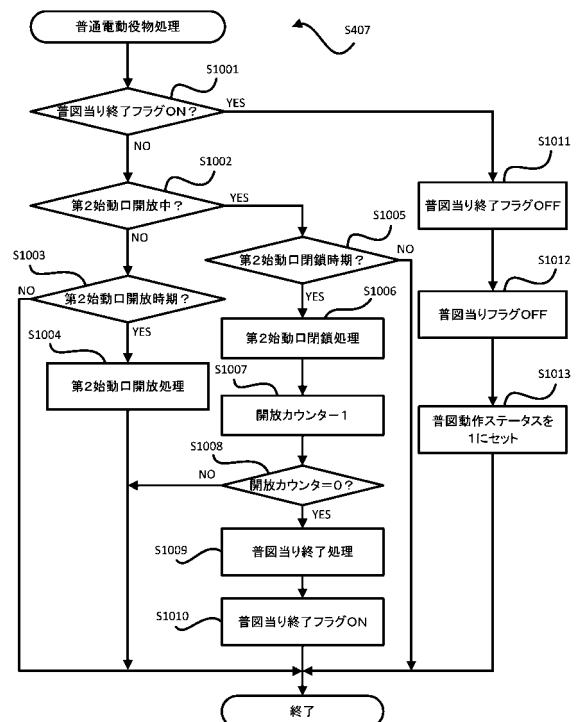 普通電動役物処理
S407
S1001
普図当り終了フラグON？
YES
NO
S1002
第2始動口開放中？
YES
NO
S1003
第2始動口開放時期？
NO
YES
S1004
第2始動口開放処理
S1005
第2始動口閉鎖時期？
NO
YES
S1006
第2始動口閉鎖処理
S1007
開放カウンター1
S1008
開放カウンタ=0？
NO
YES
S1009
普図当り終了処理
S1010
普図当り終了フラグON
S1011
普図当り終了フラグOFF
S1012
普図当りフラグOFF
S1013
普図動作ステータスを
1にセット
終了